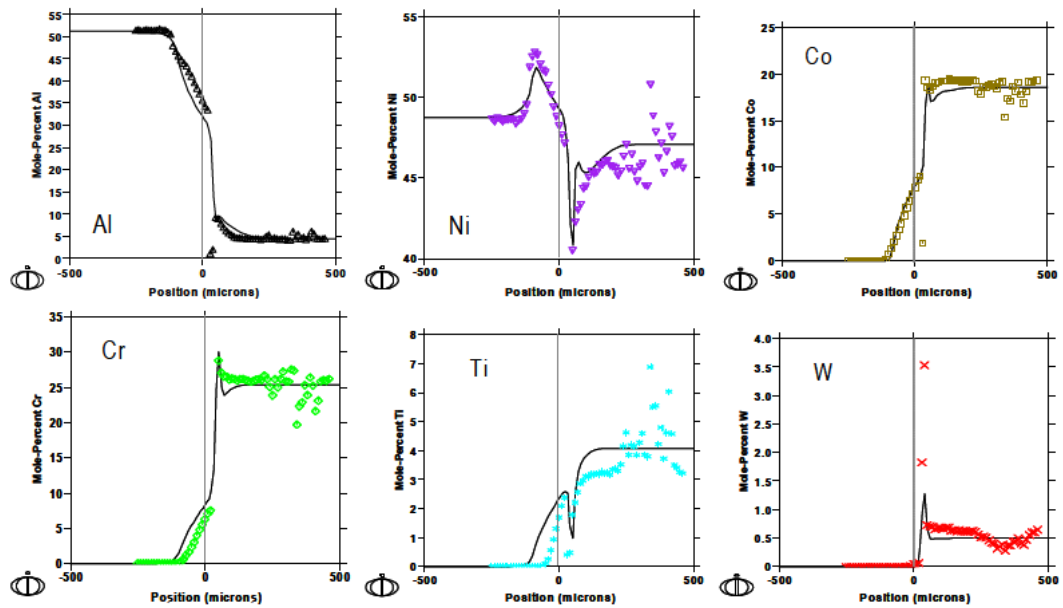 55
50
45
40
35
30
25
20
15
10
5
0
Mole-Percent Al
Al
-500 0 500
Position (microns)
55
50
45
40
Mole-Percent Ni
Ni
-500 0 500
Position (microns)
25
20
15
10
5
0
Mole-Percent Co
Co
-500 0 500
Position (microns)
35
30
25
20
15
10
5
0
Mole-Percent Cr
Cr
-500 0 500
Position (microns)
8
7
6
5
4
3
2
1
0
Mole-Percent Ti
Ti
-500 0 500
Position (microns)
4.0
3.5
3.0
2.5
2.0
1.5
1.0
0.5
0
Mole-Percent W
W
-500 0 500
Position (microns)